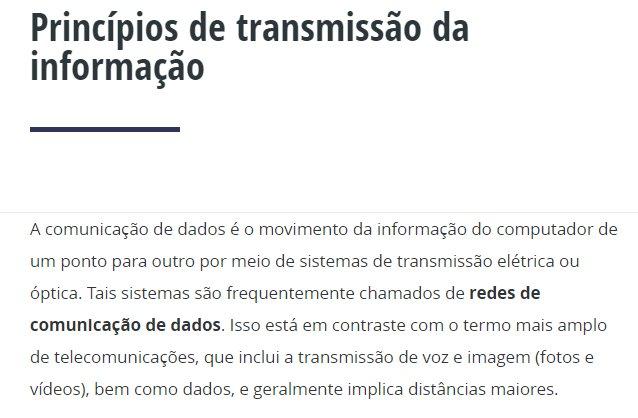 Princípios de transmissão da
informação
A comunicação de dados é o movimento da informação do computador de
um ponto para outro por meio de sistemas de transmissão elétrica ou
óptica. Tais sistemas são frequentemente chamados de redes de
comunicação de dados. Isso está em contraste com o termo mais amplo
de telecomunicações, que inclui a transmissão de voz e imagem (fotos e
vídeos), bem como dados, e geralmente implica distâncias maiores.